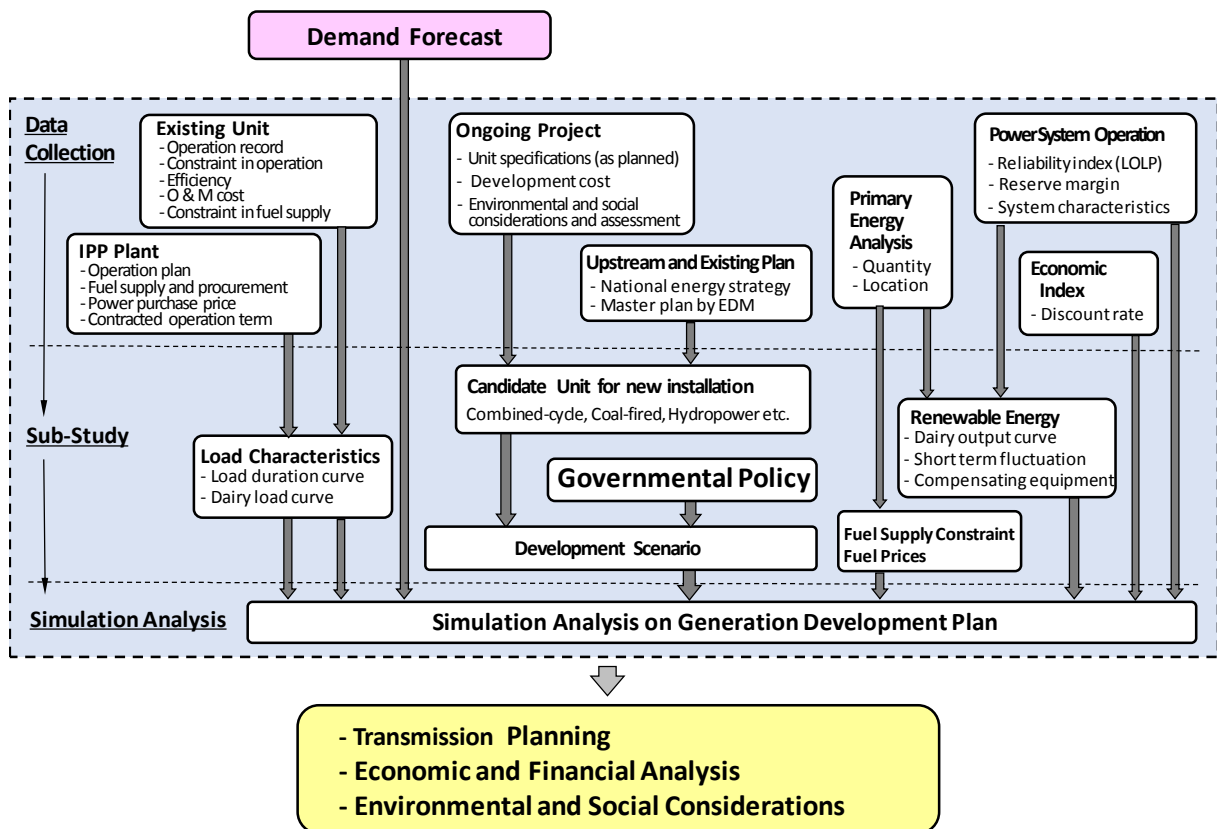 Demand Forecast
Data
Collection
Existing Unit
- Operation record
- Constraint in operation
- Efficiency
- O & M cost
- Constraint in fuel supply
IPP Plant
- Operation plan
- Fuel supply and procurement
- Power purchase price
- Contracted operation term
Ongoing Project
- Unit specifications (as planned)
- Development cost
- Environmental and social
considerations and assessment
Upstream and Existing Plan
- National energy strategy
- Master plan by EDM
Primary
Energy
Analysis
- Quantity
- Location
Power System Operation
- Reliability index (LOLP)
- Reserve margin
- System characteristics
Economic
Index
- Discount rate
Sub-Study
Load Characteristics
- Load duration curve
- Dairy load curve
Candidate Unit for new installation
Combined-cycle, Coal-fired, Hydropower etc.
Governmental Policy
Development Scenario
Renewable Energy
- Dairy output curve
- Short term fluctuation
- Compensating equipment
Fuel Supply Constraint
Fuel Prices
Simulation Analysis
Simulation Analysis on Generation Development Plan
- Transmission Planning
- Economic and Financial Analysis
- Environmental and Social Considerations